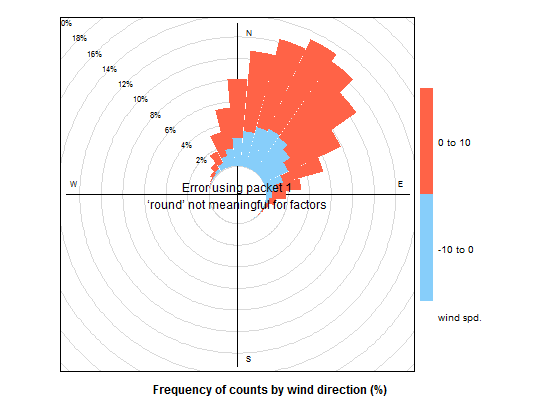 0%
18%
16%
14%
12%
10%
8%
6%
4%
2%
N
W
E
S
Error using packet 1
‘round’ not meaningful for factors
0 to 10
-10 to 0
wind spd.
Frequency of counts by wind direction (%)